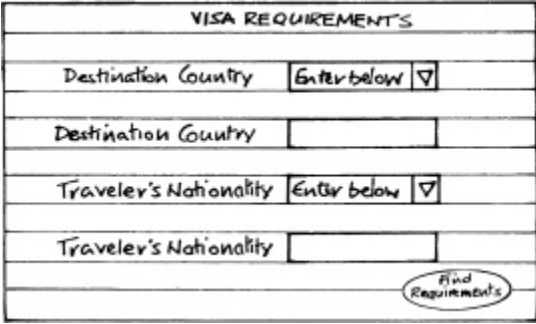 VISA REQUIREMENTS
Destination Country Enter below
Destination Country
Traveler's Nationality Enter below
Traveler's Nationality
Find
Requirements